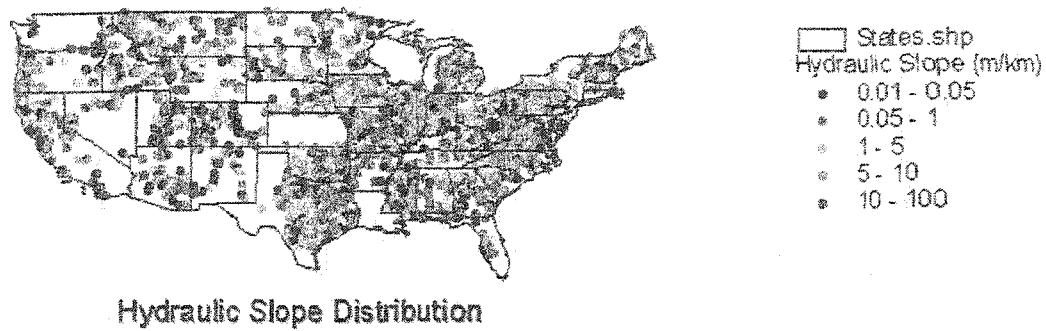 States.shp
Hydraulic Slope (m/km)
0.01 - 0.05
0.05 - 1
1 - 5
5 - 10
10 - 100
Hydraulic Slope Distribution